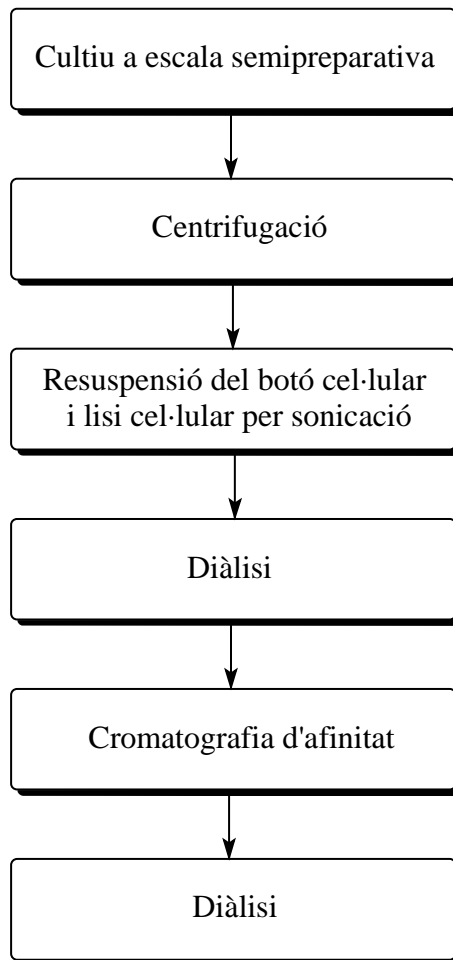 Cultiu a escala semipreparativa
Centrifugació
Resuspensió del botó cel·lular
i lisi cel·lular per sonicació
Diàlisi
Cromatografia d'afinitat
Diàlisi